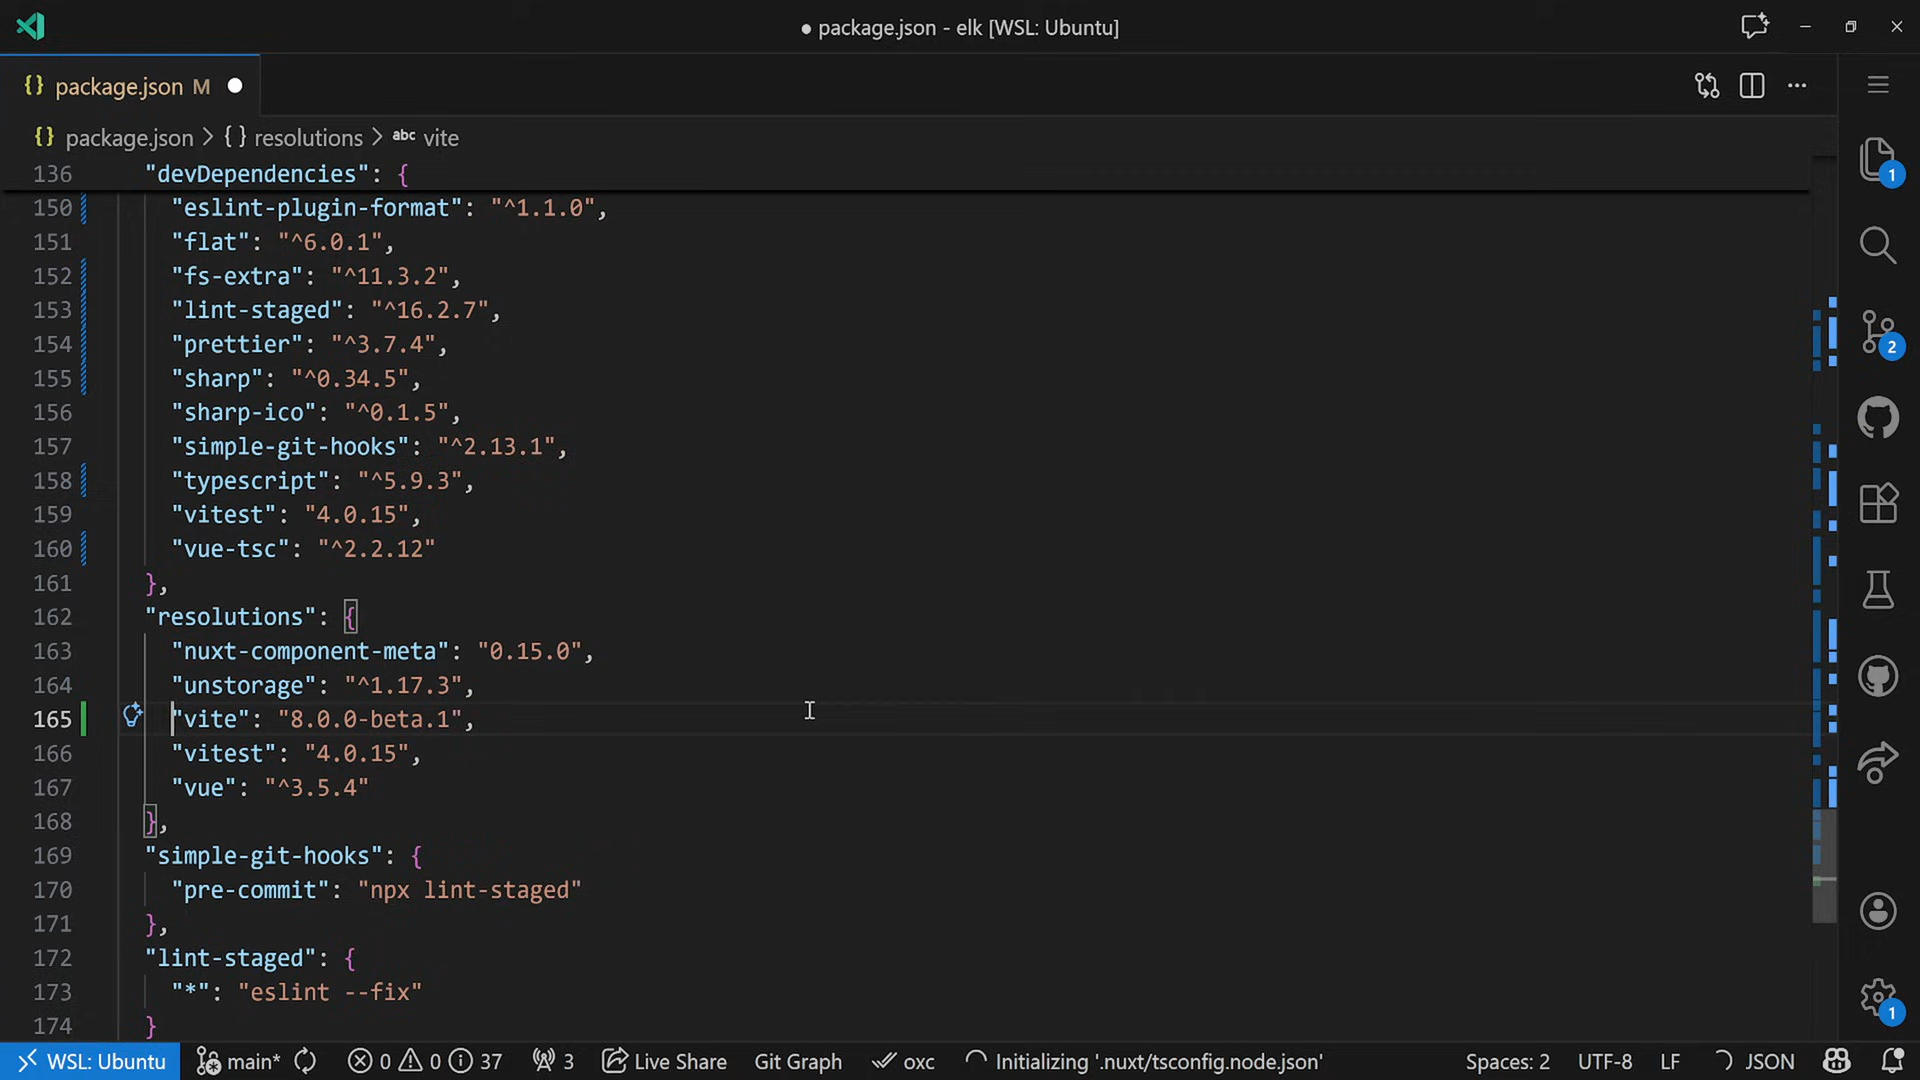 ● package.json - elk [WSL: Ubuntu]
{} package.json M ●
{} package.json > {} resolutions > abc vite
136 "devDependencies": {
150 "eslint-plugin-format": "^1.1.0",
151 "flat": "^6.0.1",
152 "fs-extra": "^11.3.2",
153 "lint-staged": "^16.2.7",
154 "prettier": "^3.7.4",
155 "sharp": "^0.34.5",
156 "sharp-ico": "^0.1.5",
157 "simple-git-hooks": "^2.13.1",
158 "typescript": "^5.9.3",
159 "vitest": "4.0.15",
160 "vue-tsc": "^2.2.12"
161 },
162 "resolutions": {
163 "nuxt-component-meta": "0.15.0",
164 "unstorage": "^1.17.3",
165 "vite": "8.0.0-beta.1",
166 "vitest": "4.0.15",
167 "vue": "^3.5.4"
168 },
169 "simple-git-hooks": {
170 "pre-commit": "npx lint-staged"
171 },
172 "lint-staged": {
173 "*": "eslint --fix"
174 }
1
2
1
WSL: Ubuntu main* 0 0 37 3 Live Share Git Graph oxc Initializing '.nuxt/tsconfig.node.json' Spaces: 2 UTF-8 LF JSON